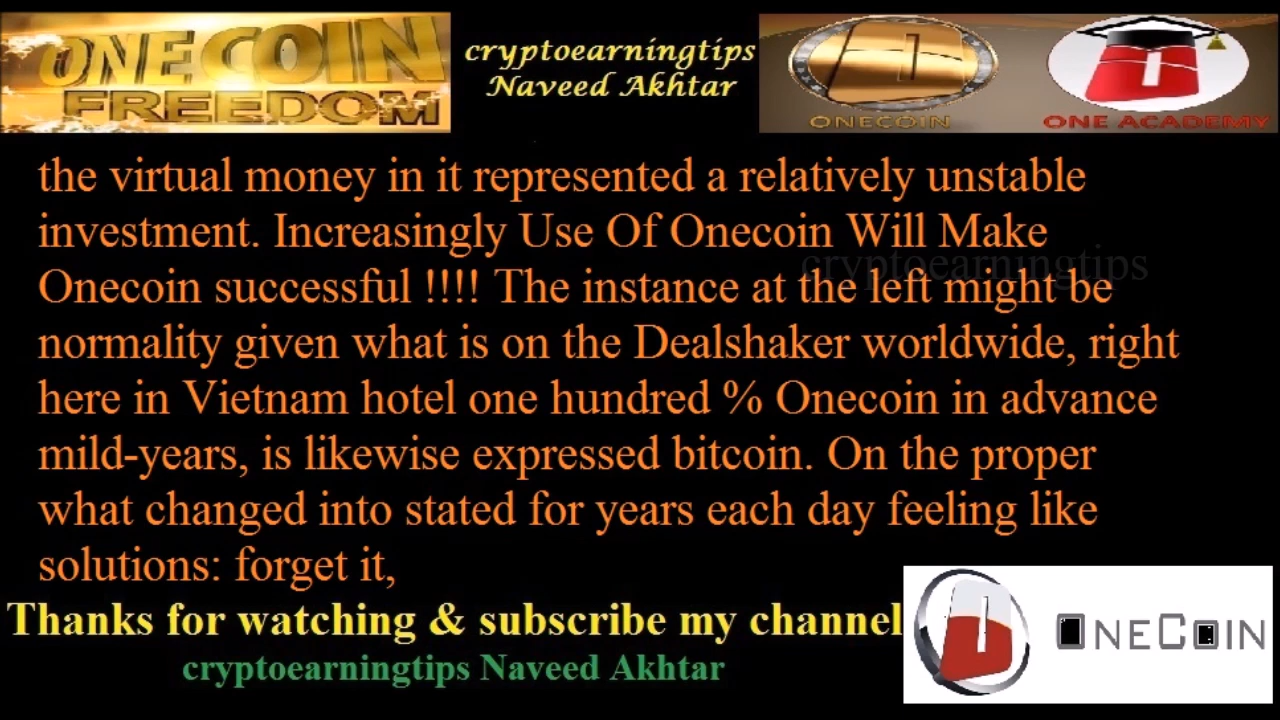 ONE COIN
FREEDOM
cryptoearningtips
Naveed Akhtar
ONECOIN
ONE ACADEMY
the virtual money in it represented a relatively unstable
investment. Increasingly Use Of Onecoin Will Make
cryptoearningtips
Onecoin successful !!!! The instance at the left might be
normality given what is on the Dealshaker worldwide, right
here in Vietnam hotel one hundred % Onecoin in advance
mild-years, is likewise expressed bitcoin. On the proper
what changed into stated for years each day feeling like
solutions: forget it,
Thanks for watching & subscribe my channel
cryptoearningtips Naveed Akhtar
ONECOIN